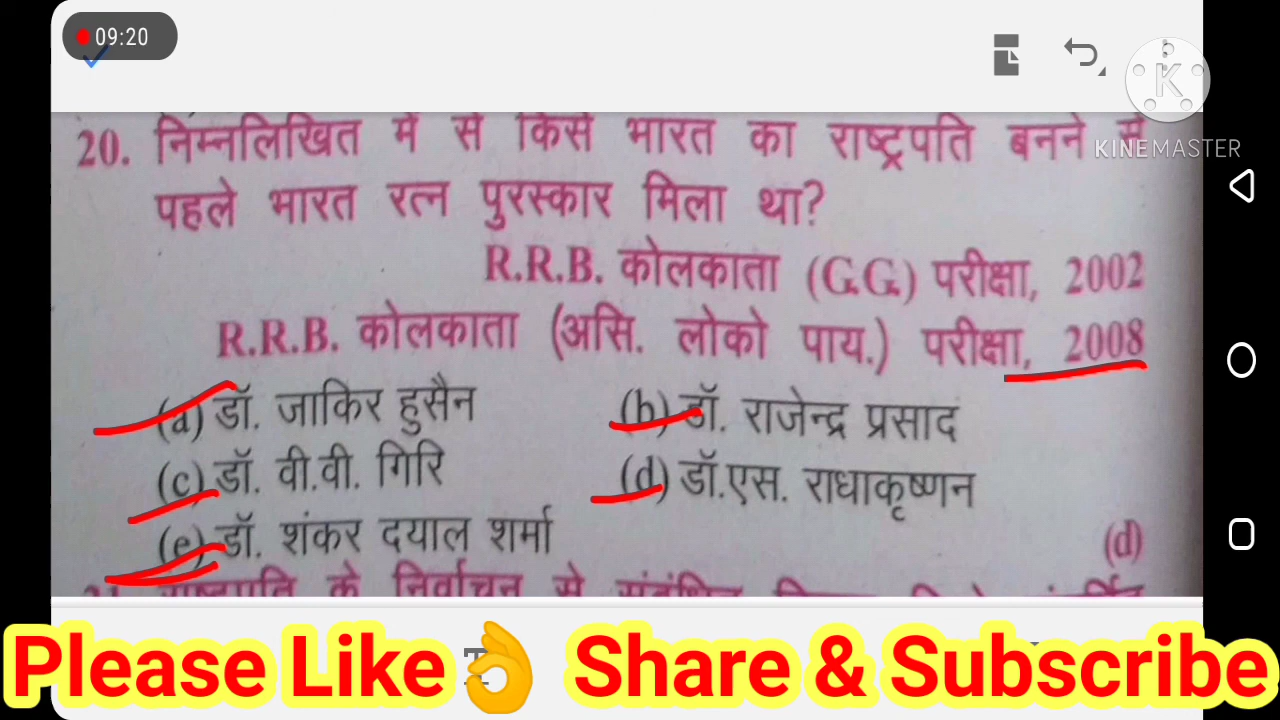 09:20
KINEMASTER
20. निम्नलिखित में से किसे भारत का राष्ट्रपति बनने से
पहले भारत रत्न पुरस्कार मिला था?
R.R.B. कोलकाता (G.G.) परीक्षा, 2002
R.R.B. कोलकाता (असि. लोको पाय.) परीक्षा, 2008
(a) डॉ. जाकिर हुसैन (b) डॉ. राजेन्द्र प्रसाद
(c) डॉ. वी.वी. गिरि (d) डॉ.एस. राधाकृष्णन
(e) डॉ. शंकर दयाल शर्मा (d)
के निर्वाचन से संबंधित
Please Like Share & Subscribe